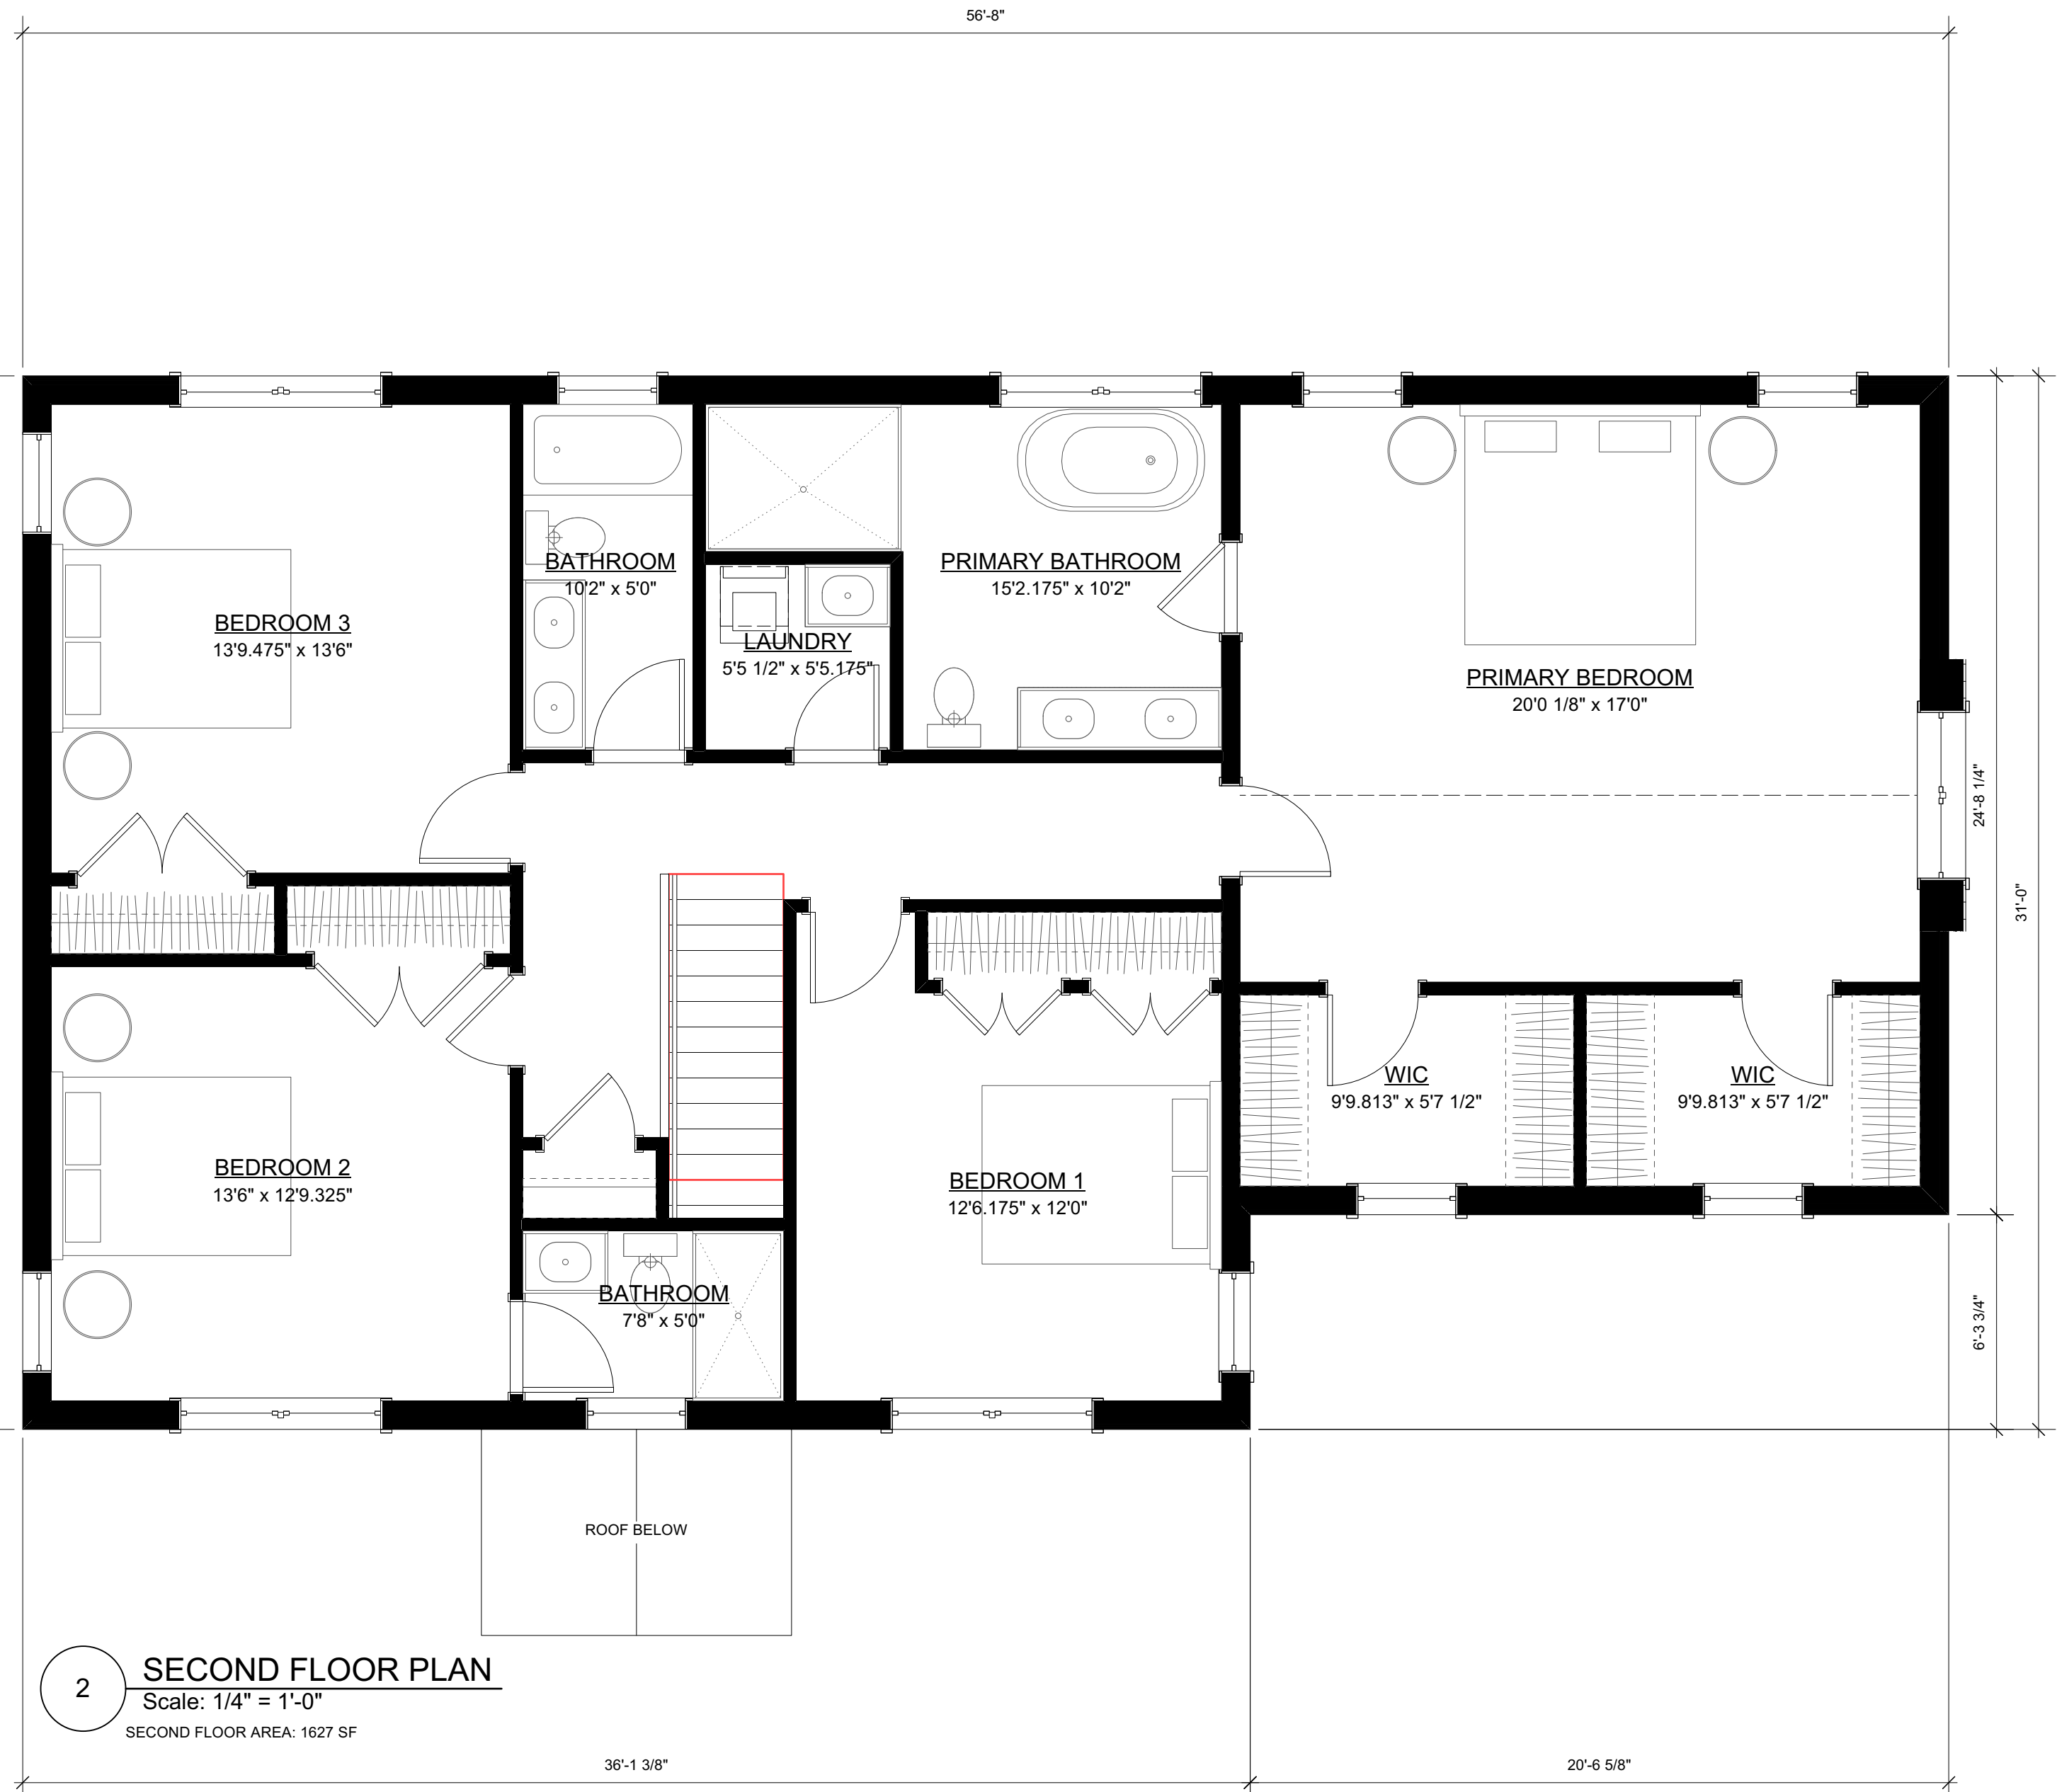 56'-8"
BATHROOM
10'2" x 5'0"
PRIMARY BATHROOM
15'2.175" x 10'2"
BEDROOM 3
13'9.475" x 13'6"
LAUNDRY
5'5 1/2" x 5'5.175"
PRIMARY BEDROOM
20'0 1/8" x 17'0"
24'-8 1/4"
31'-0"
WIC
9'9.813" x 5'7 1/2"
WIC
9'9.813" x 5'7 1/2"
BEDROOM 2
13'6" x 12'9.325"
BEDROOM 1
12'6.175" x 12'0"
BATHROOM
7'8" x 5'0"
6'-3 3/4"
ROOF BELOW
2
SECOND FLOOR PLAN
Scale: 1/4" = 1'-0"
SECOND FLOOR AREA: 1627 SF
36'-1 3/8"
20'-6 5/8"